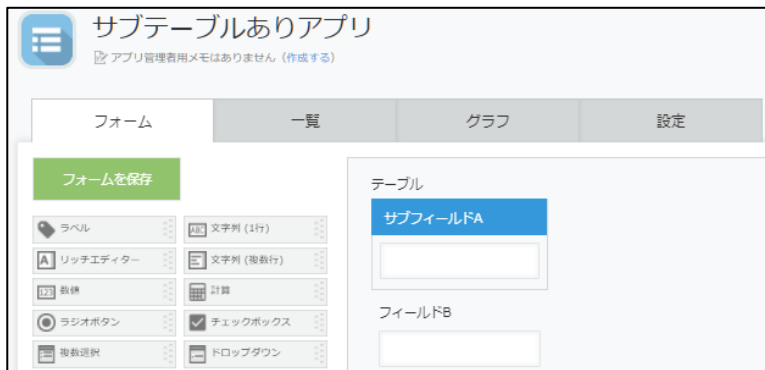 サブテーブルありアプリ
アプリ管理者用メモはありません（作成する）
フォーム 一覧 グラフ 設定
フォームを保存
ラベル
ABC 文字列 (1行)
A リッチエディター
文字列 (複数行)
123 数値
計算
ラジオボタン
チェックボックス
複数選択
ドロップダウン
テーブル
サブフィールドA
フィールドB